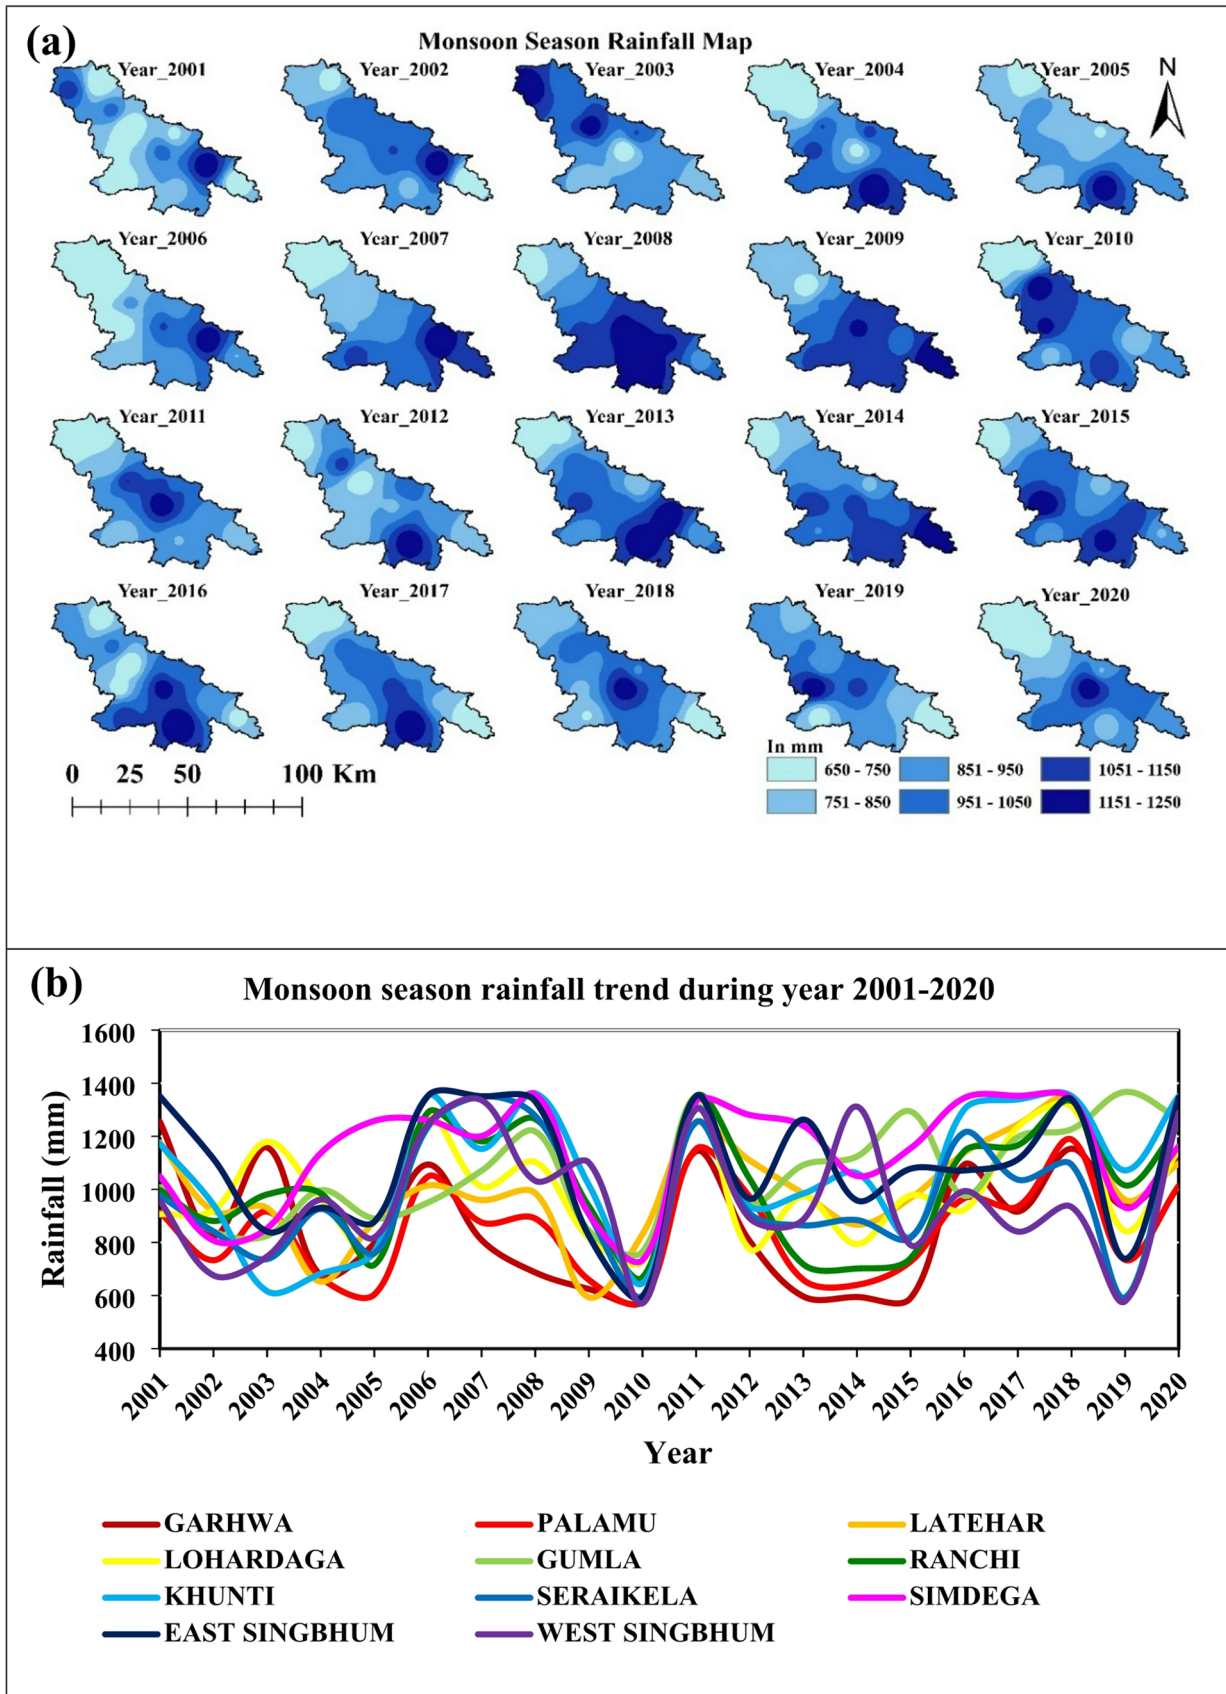 (a)
Monsoon Season Rainfall Map
Year_2001
Year_2002
Year_2003
Year_2004
Year_2005
N
Year_2006
Year_2007
Year_2008
Year_2009
Year_2010
Year_2011
Year_2012
Year_2013
Year_2014
Year_2015
Year_2016
Year_2017
Year_2018
Year_2019
Year_2020
0 25 50 100 Km
In mm
650 - 750 851 - 950 1051 - 1150
751 - 850 951 - 1050 1151 - 1250
(b)
Monsoon season rainfall trend during year 2001-2020
Rainfall (mm)
1600
1400
1200
1000
800
600
400
2001 2002 2003 2004 2005 2006 2007 2008 2009 2010 2011 2012 2013 2014 2015 2016 2017 2018 2019 2020
Year
GARHWA PALAMU LATEHAR
LOHARDAGA GUMLA RANCHI
KHUNTI SERAIKELA SIMDEGA
EAST SINGBHUM WEST SINGBHUM